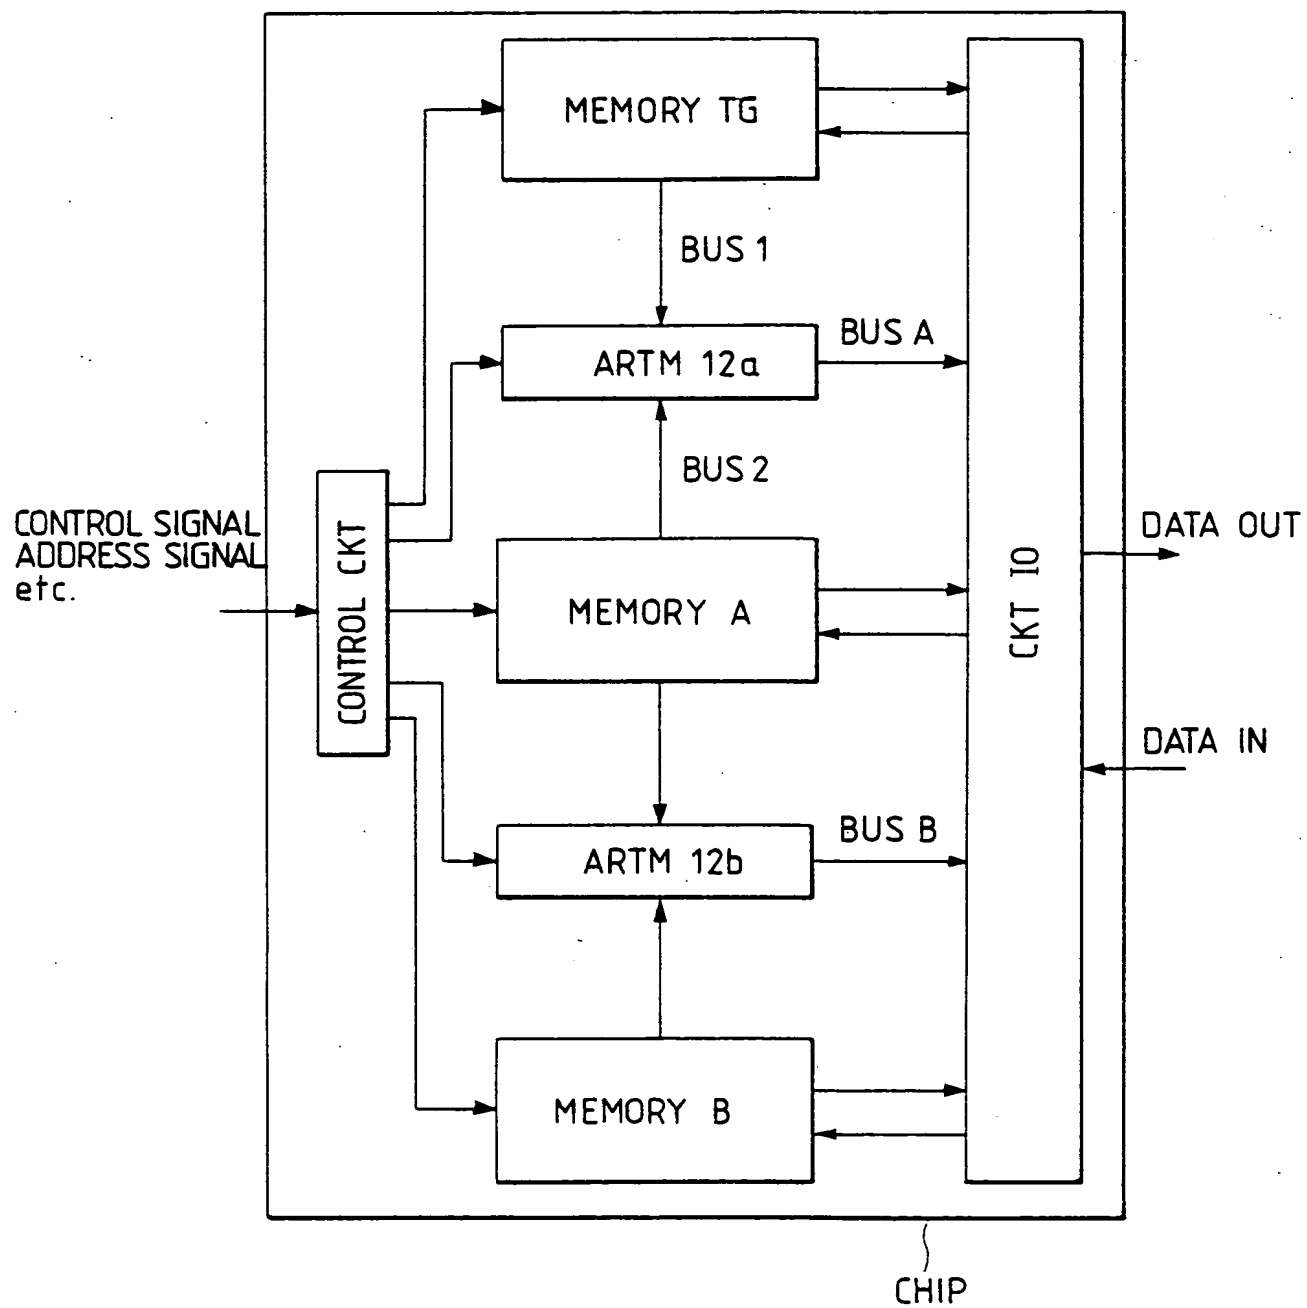 MEMORY TG
BUS 1
BUS A
ARTM 12a
BUS 2
CONTROL SIGNAL
ADDRESS SIGNAL
etc.
CONTROL CKT
MEMORY A
CKT IO
DATA OUT
DATA IN
BUS B
ARTM 12b
MEMORY B
CHIP